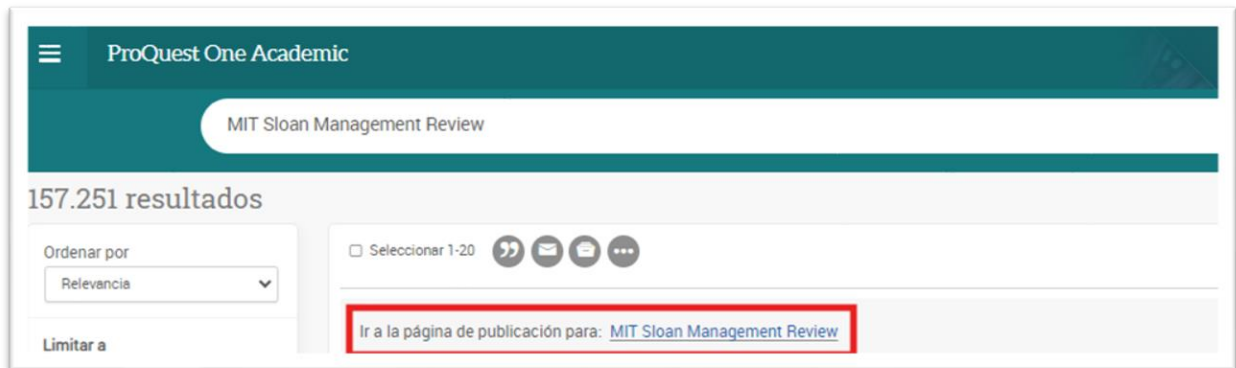 ProQuest One Academic
MIT Sloan Management Review
157.251 resultados
Ordenar por
Relevancia
Limitar a
Seleccionar 1-20
Ir a la página de publicación para: MIT Sloan Management Review